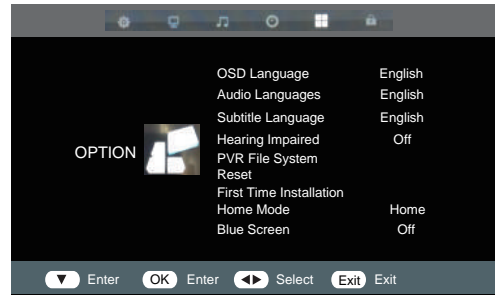 OSD Language English
Audio Languages English
Subtitle Language English
Hearing Impaired Off
OPTION
PVR File System
Reset
First Time Installation
Home Mode Home
Blue Screen Off
Enter OK Enter Select Exit Exit